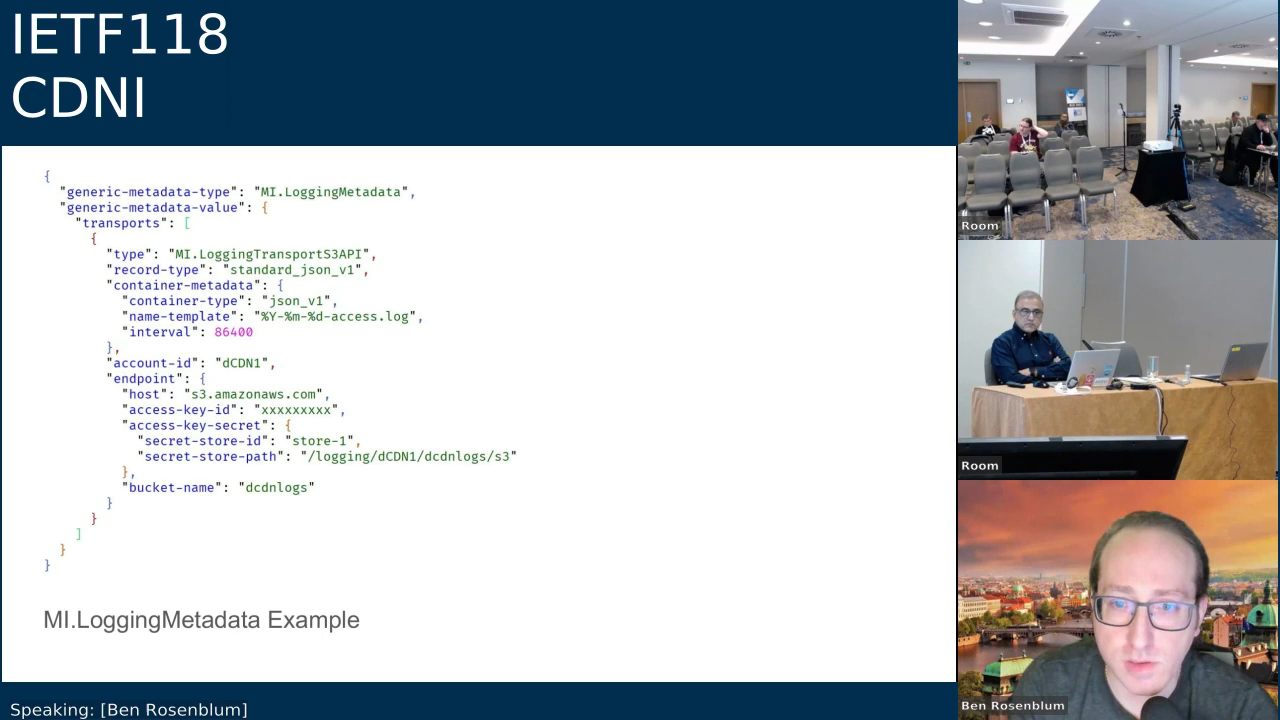 IETF118
CDNI
{
"generic-metadata-type": "MI.LoggingMetadata",
"generic-metadata-value": {
"transports": [
{
"type": "MI.LoggingTransportS3API",
"record-type": "standard_json_v1",
"container-metadata": {
"container-type": "json_v1",
"name-template": "%Y-%m-%d-access.log",
"interval": 86400
},
"account-id": "dCDN1",
"endpoint": {
"host": "s3.amazonaws.com",
"access-key-id": "xxxxxxxxx",
"access-key-secret": {
"secret-store-id": "store-1",
"secret-store-path": "/logging/dCDN1/dcdnlogs/s3"
},
"bucket-name": "dcdnlogs"
}
}
]
}
}
MI.LoggingMetadata Example
Speaking: [Ben Rosenblum]
Room
Room
Ben Rosenblum